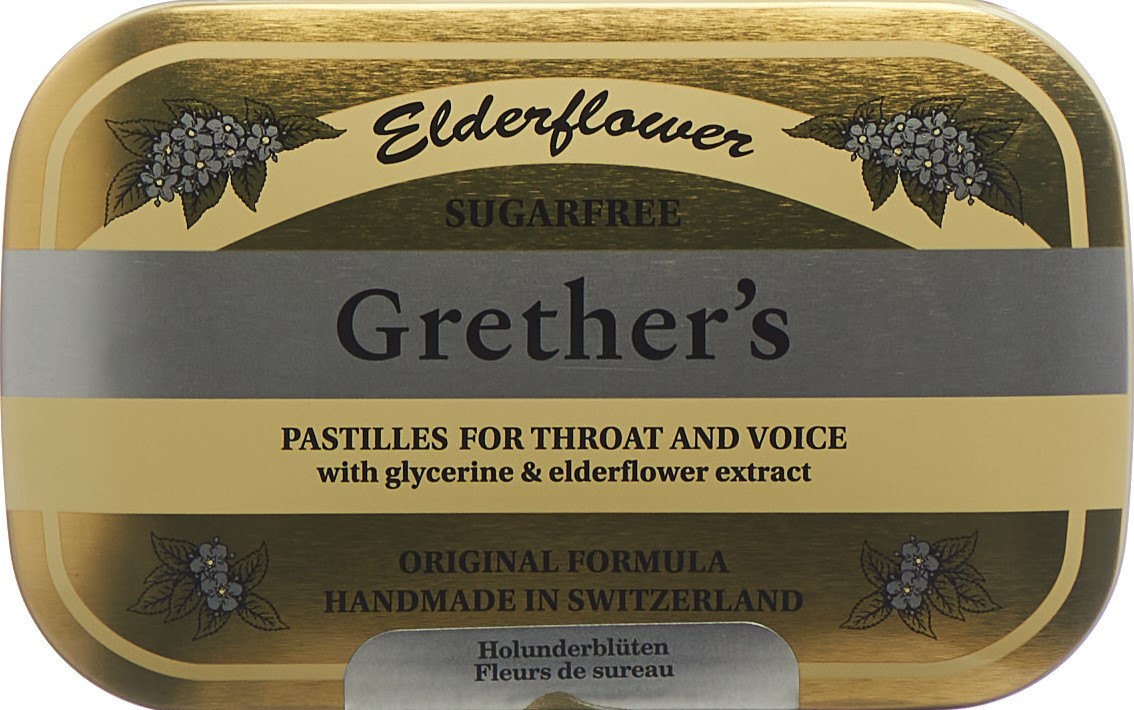 Elderflower
SUGARFREE
Grether's
PASTILLES FOR THROAT AND VOICE
with glycerine & elderflower extract
ORIGINAL FORMULA
HANDMADE IN SWITZERLAND
Holunderblüten
Fleurs de sureau